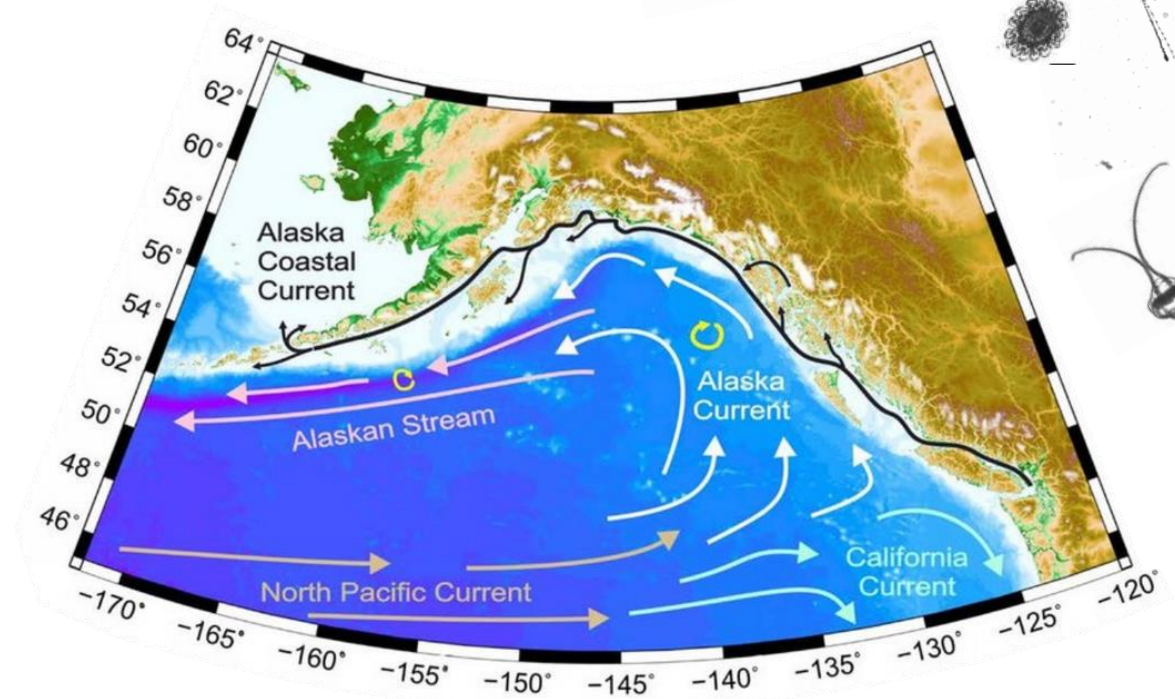 64°
62°
60°
58°
56°
54°
52°
50°
48°
46°
Alaska
Coastal
Current
Alaska
Current
Alaskan Stream
North Pacific Current
California
Current
−170°
−165°
−160°
−155°
−150°
−145°
−140°
−135°
−130°
−125°
−120°